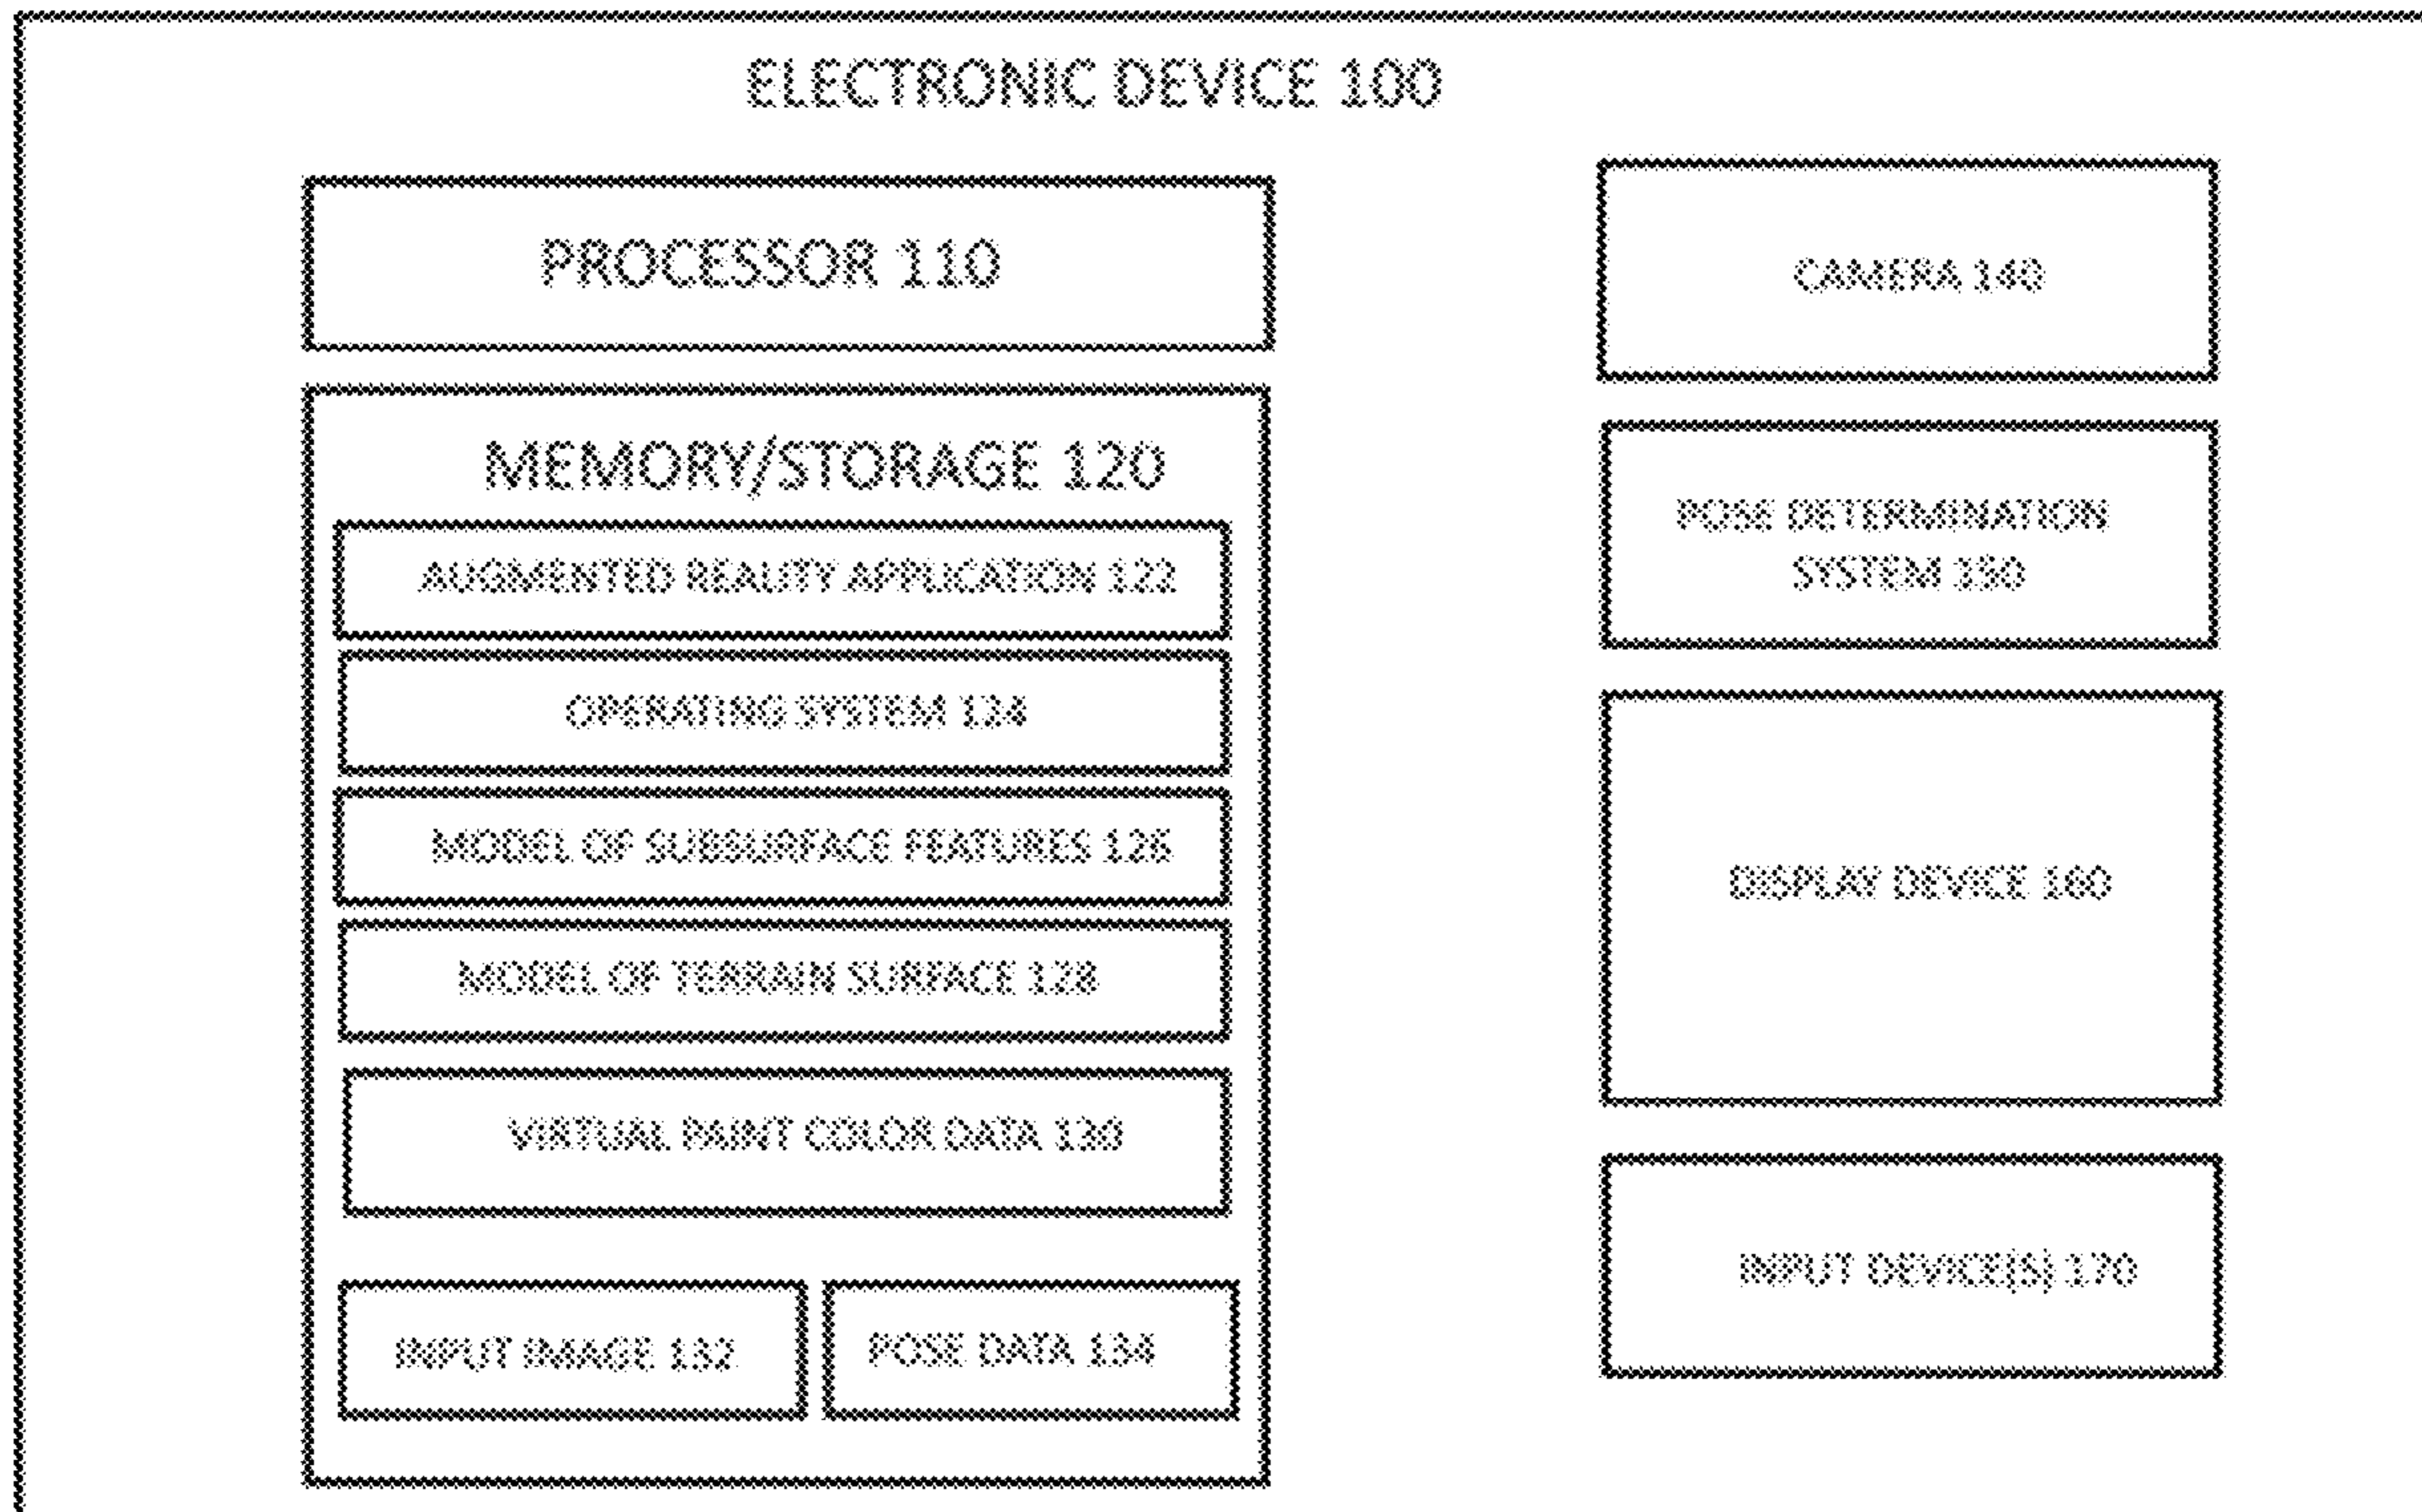 ELECTRONIC DEVICE 100
PROCESSOR 110
MEMORY/STORAGE 120
AUGMENTED REALITY APPLICATION 122
OPERATING SYSTEM 124
MODEL OF SUBSURFACE FEATURES 126
MODEL OF TERRAIN SURFACE 128
VIRTUAL PAINT COLOR DATA 130
INPUT IMAGE 132
POSE DATA 134
CAMERA 140
POSE DETERMINATION
SYSTEM 150
DISPLAY DEVICE 160
INPUT DEVICE(S) 170